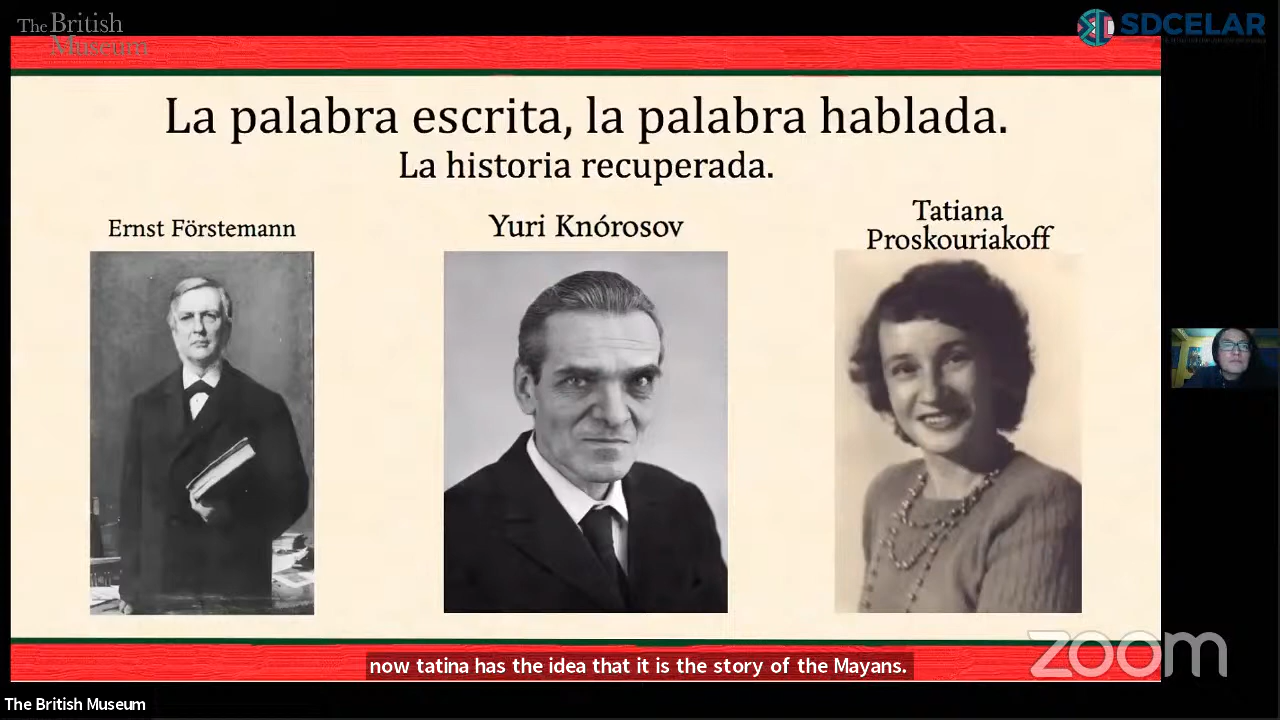 The British
Museum
SDCELAR
La palabra escrita, la palabra hablada.
La historia recuperada.
Ernst Förstemann
Yuri Knórosov
Tatiana
Proskouriakoff
zoom
now tatina has the idea that it is the story of the Mayans.
The British Museum